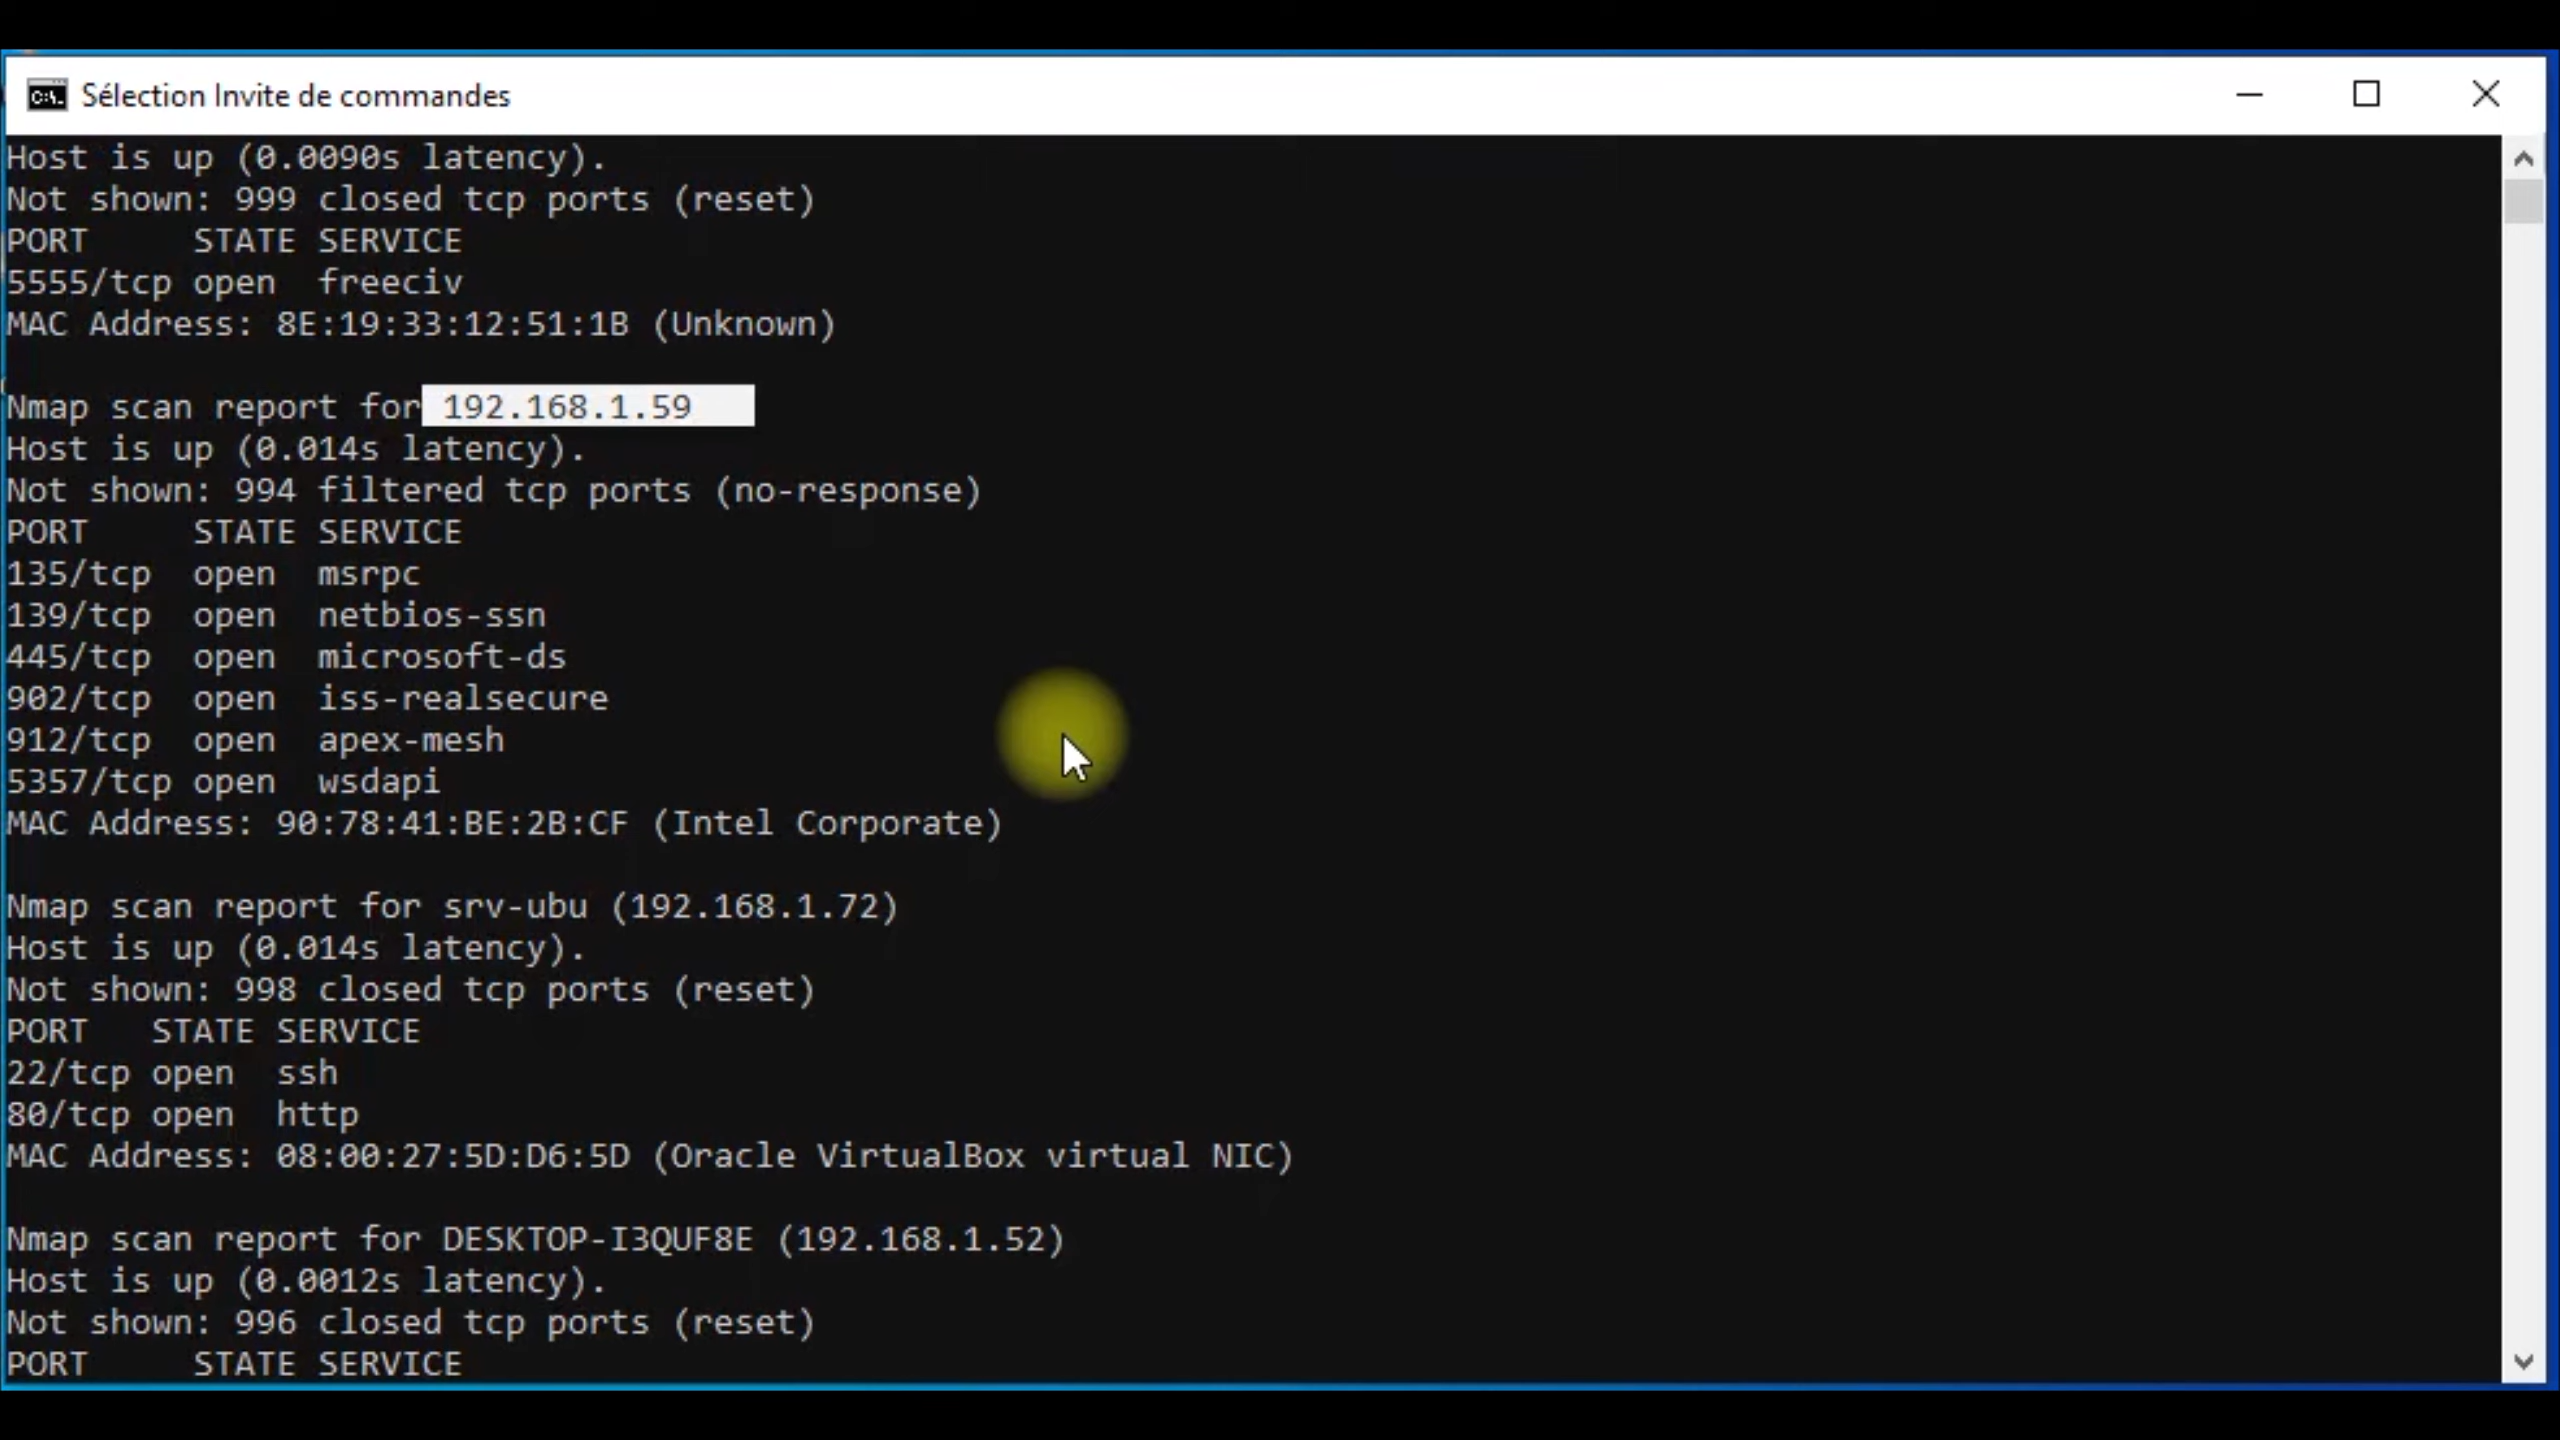 Sélection Invite de commandes
Host is up (0.0090s latency).
Not shown: 999 closed tcp ports (reset)
PORT     STATE SERVICE
5555/tcp open  freeciv
MAC Address: 8E:19:33:12:51:1B (Unknown)
Nmap scan report for 192.168.1.59
Host is up (0.014s latency).
Not shown: 994 filtered tcp ports (no-response)
PORT     STATE SERVICE
135/tcp  open  msrpc
139/tcp  open  netbios-ssn
445/tcp  open  microsoft-ds
902/tcp  open  iss-realsecure
912/tcp  open  apex-mesh
5357/tcp open  wsdapi
MAC Address: 90:78:41:BE:2B:CF (Intel Corporate)
Nmap scan report for srv-ubu (192.168.1.72)
Host is up (0.014s latency).
Not shown: 998 closed tcp ports (reset)
PORT   STATE SERVICE
22/tcp open  ssh
80/tcp open  http
MAC Address: 08:00:27:5D:D6:5D (Oracle VirtualBox virtual NIC)
Nmap scan report for DESKTOP-I3QUF8E (192.168.1.52)
Host is up (0.0012s latency).
Not shown: 996 closed tcp ports (reset)
PORT     STATE SERVICE